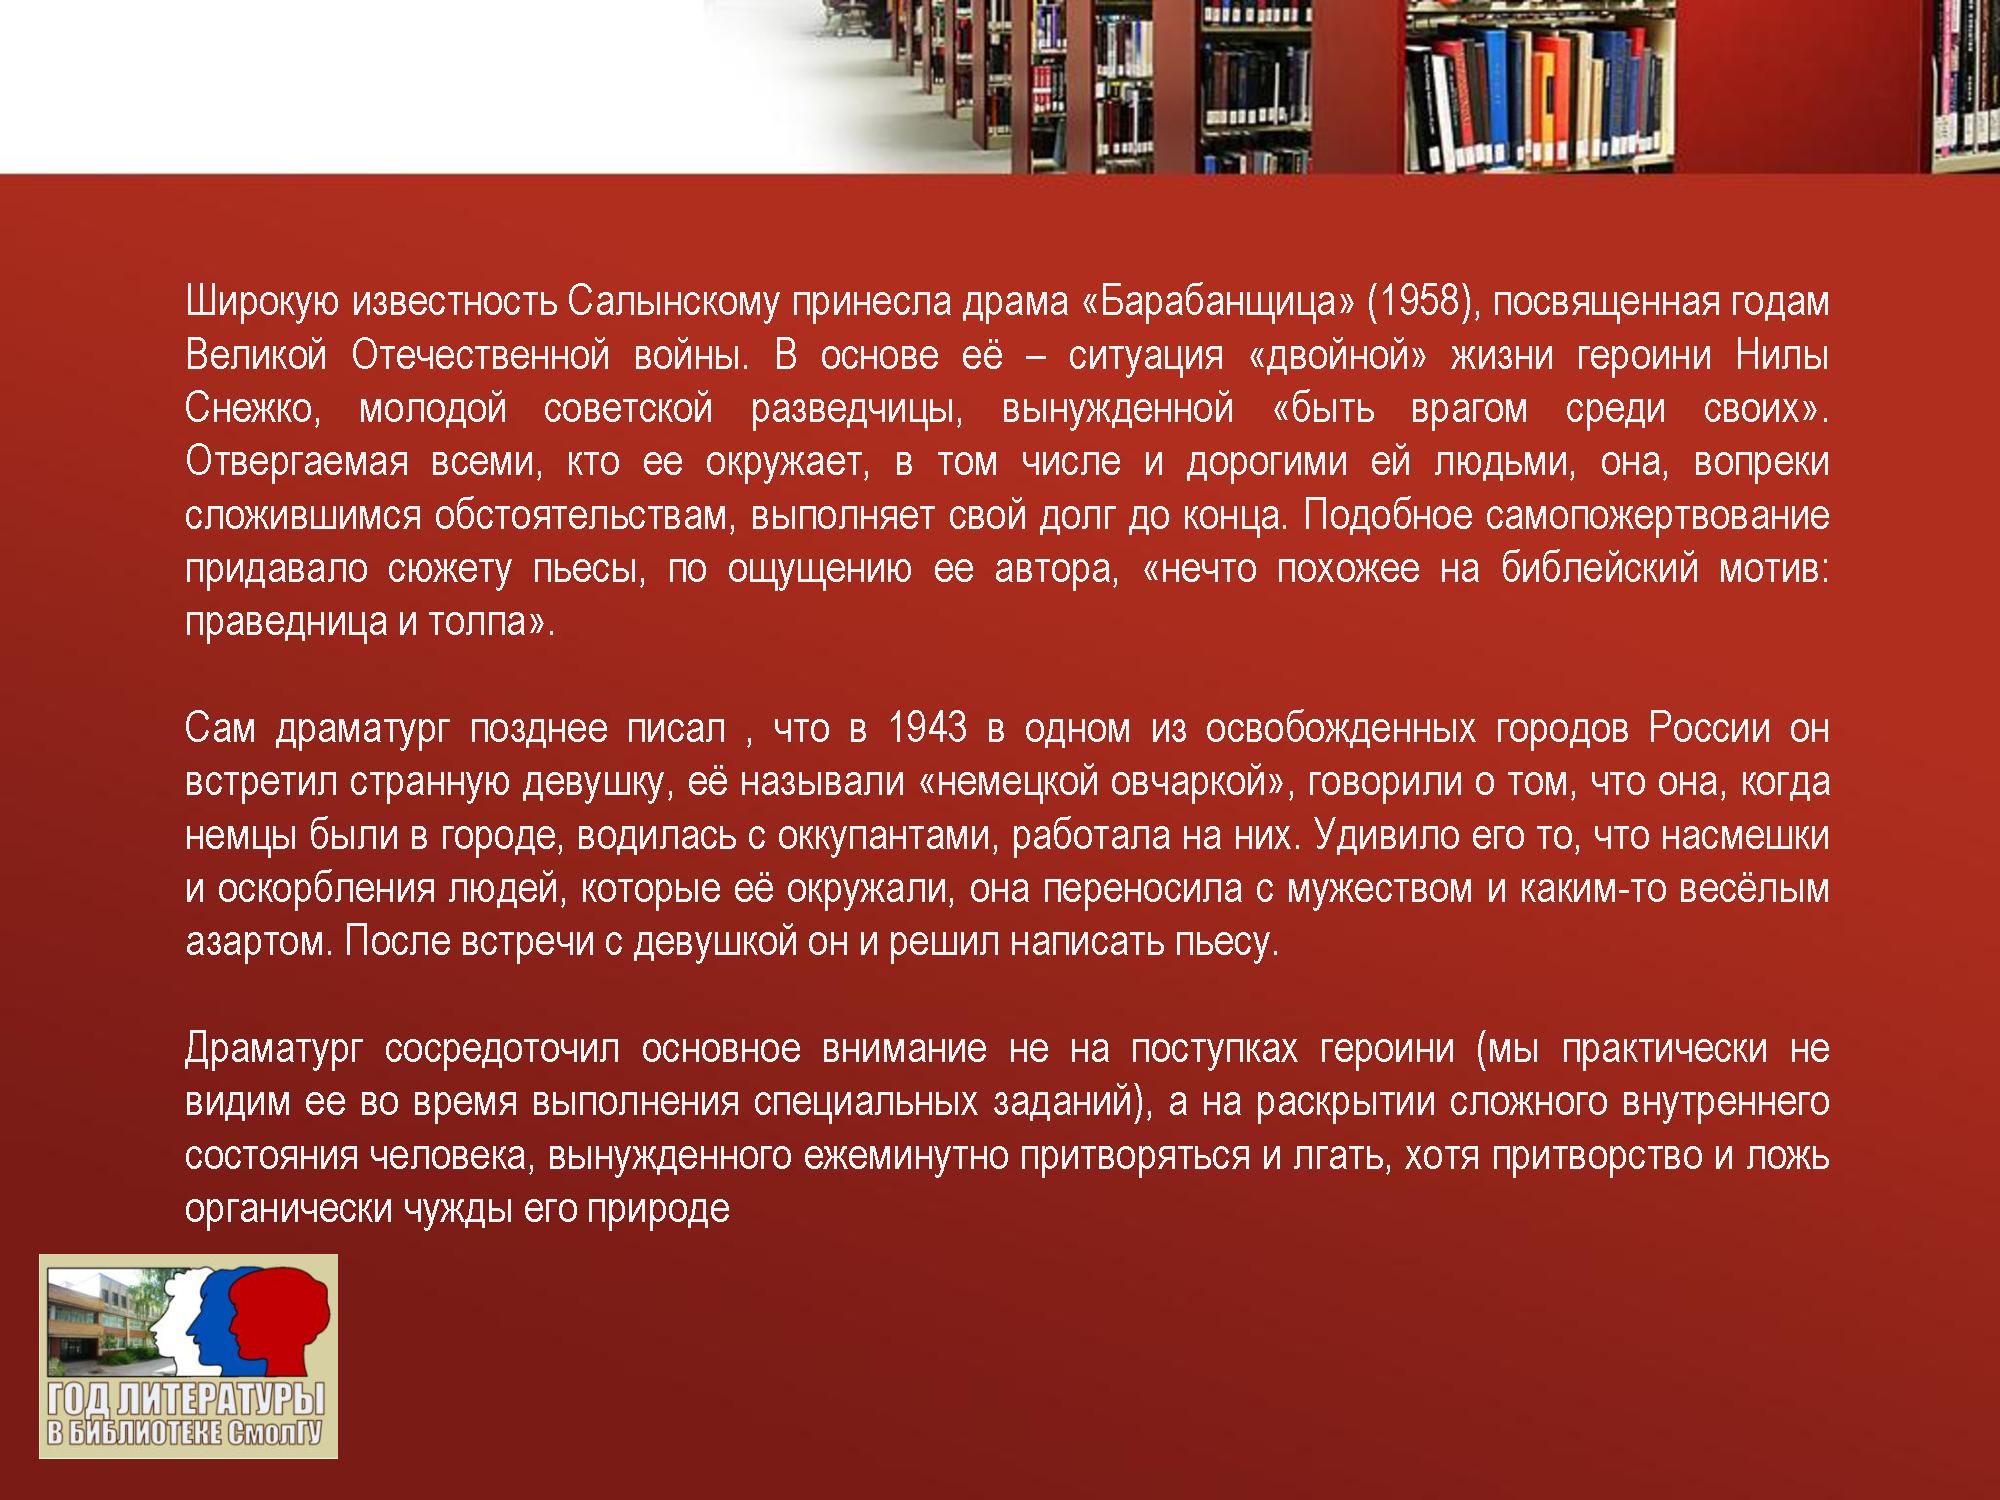 Широкую известность Салынскому принесла драма «Барабанщица» (1958), посвященная годам
Великой Отечественной войны. В основе её – ситуация «двойной» жизни героини Нилы
Снежко, молодой советской разведчицы, вынужденной «быть врагом среди своих».
Отвергаемая всеми, кто ее окружает, в том числе и дорогими ей людьми, она, вопреки
сложившимся обстоятельствам, выполняет свой долг до конца. Подобное самопожертвование
придавало сюжету пьесы, по ощущению ее автора, «нечто похожее на библейский мотив:
праведница и толпа».
Сам драматург позднее писал , что в 1943 в одном из освобожденных городов России он
встретил странную девушку, её называли «немецкой овчаркой», говорили о том, что она, когда
немцы были в городе, водилась с оккупантами, работала на них. Удивило его то, что насмешки
и оскорбления людей, которые её окружали, она переносила с мужеством и каким-то весёлым
азартом. После встречи с девушкой он и решил написать пьесу.
Драматург сосредоточил основное внимание не на поступках героини (мы практически не
видим ее во время выполнения специальных заданий), а на раскрытии сложного внутреннего
состояния человека, вынужденного ежеминутно притворяться и лгать, хотя притворство и ложь
органически чужды его природе
ГОД ЛИТЕРАТУРЫ
В БИБЛИОТЕКЕ СмолГУ